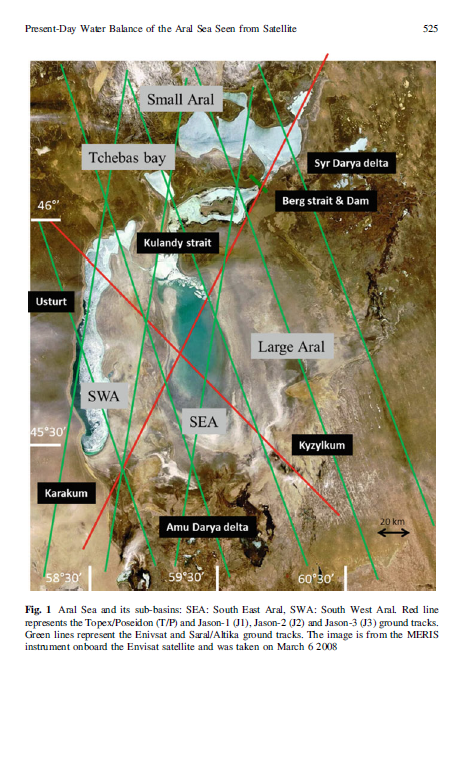 Present-Day Water Balance of the Aral Sea Seen from Satellite 525
Small Aral
Tchebas bay
Syr Darya delta
46°'
Berg strait & Dam
Kulandy strait
Usturt
Large Aral
SWA
SEA
45°30'
Kyzylkum
Karakum
Amu Darya delta
20 km
58°30' 59°30' 60°30'
Fig. 1 Aral Sea and its sub-basins: SEA: South East Aral, SWA: South West Aral. Red line
represents the Topex/Poseidon (T/P) and Jason-1 (J1), Jason-2 (J2) and Jason-3 (J3) ground tracks.
Green lines represent the Enivsat and Saral/Altika ground tracks. The image is from the MERIS
instrument onboard the Envisat satellite and was taken on March 6 2008